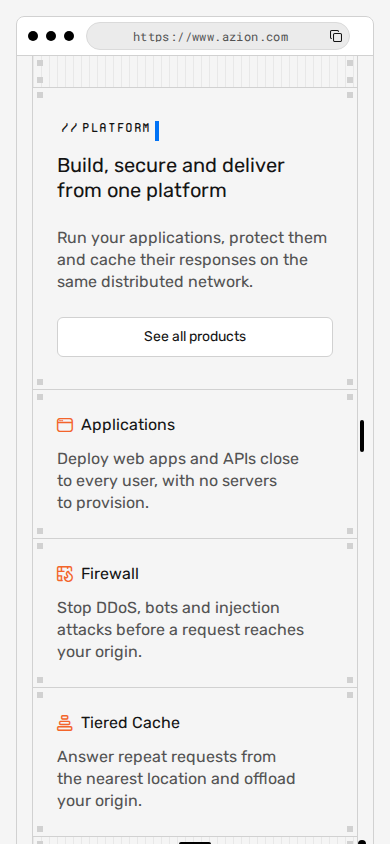 https://www.azion.com
// PLATFORM
Build, secure and deliver
from one platform
Run your applications, protect them
and cache their responses on the
same distributed network.
See all products
Applications
Deploy web apps and APIs close
to every user, with no servers
to provision.
Firewall
Stop DDoS, bots and injection
attacks before a request reaches
your origin.
Tiered Cache
Answer repeat requests from
the nearest location and offload
your origin.